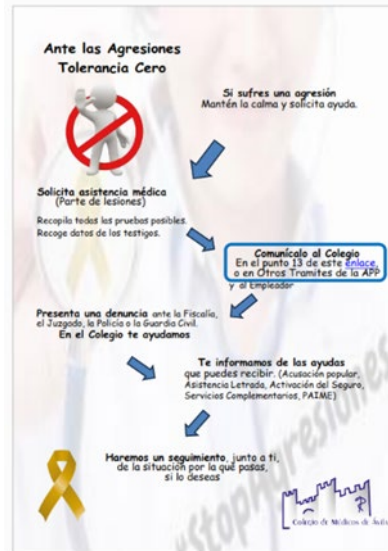 Ante las Agresiones
Tolerancia Cero
Si sufres una agresión
Mantén la calma y solicita ayuda.
Solicita asistencia médica
(Parte de lesiones)
Recopila todas las pruebas posibles.
Recoge datos de los testigos.
Comunícalo al Colegio
En el punto 13 de este enlace,
o en Otros Tramites de la APP
y al Empleador
Presenta una denuncia ante la Fiscalía,
el Juzgado, la Policía o la Guardia Civil.
En el Colegio te ayudamos
Te informamos de las ayudas
que puedes recibir. (Acusación popular,
Asistencia Letrada, Activación del Seguro,
Servicios Complementarios, PAIME)
Haremos un seguimiento, junto a ti,
de la situación por la que pasas,
si lo deseas
#StopAgresiones
Colegio de Médicos de Ávila